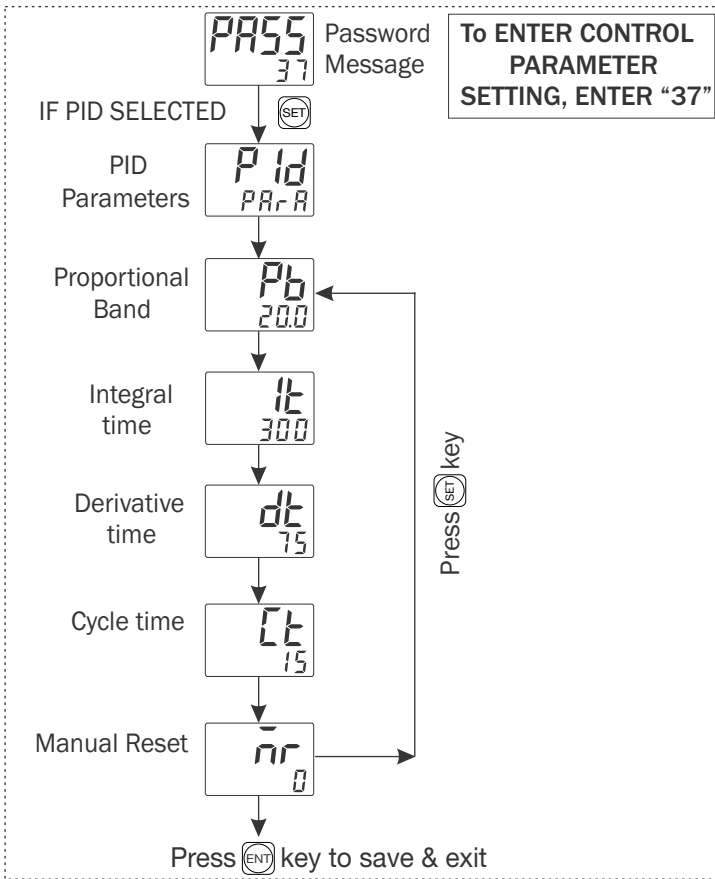 PASS
37
Password
Message
To ENTER CONTROL
PARAMETER
SETTING, ENTER “37”
IF PID SELECTED
SET
PID
Parameters
PId
PArA
Proportional
Band
Pb
20.0
Integral
time
It
300
Derivative
time
dt
75
Cycle time
Ct
15
Manual Reset
m̄r
0
Press SET key
Press ENT key to save & exit